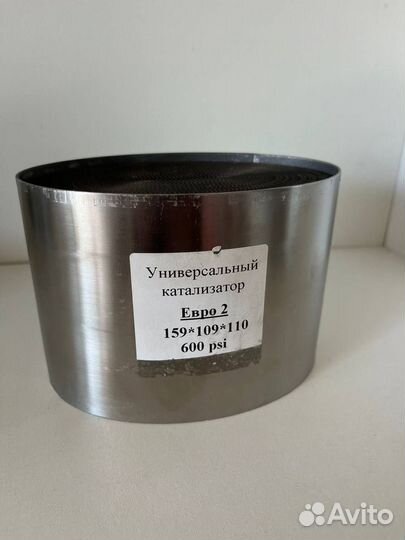 Универсальный
катализатор
Евро 2
159*109*110
600 psi
Avito